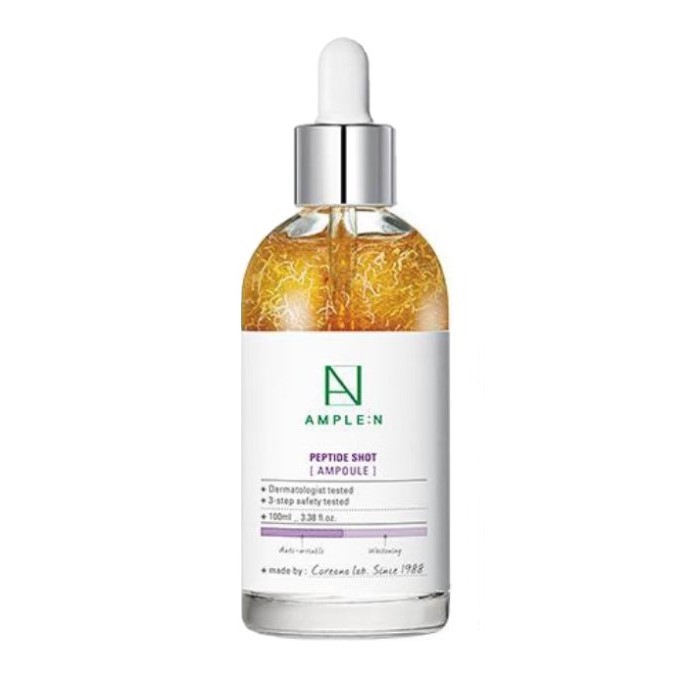 AMPLE:N
PEPTIDE SHOT
[ AMPOULE ]
Dermatologist tested
3-step safety tested
100ml _ 3.38 fl.oz.
Anti-wrinkle Whitening
made by : Coreana lab. Since 1988